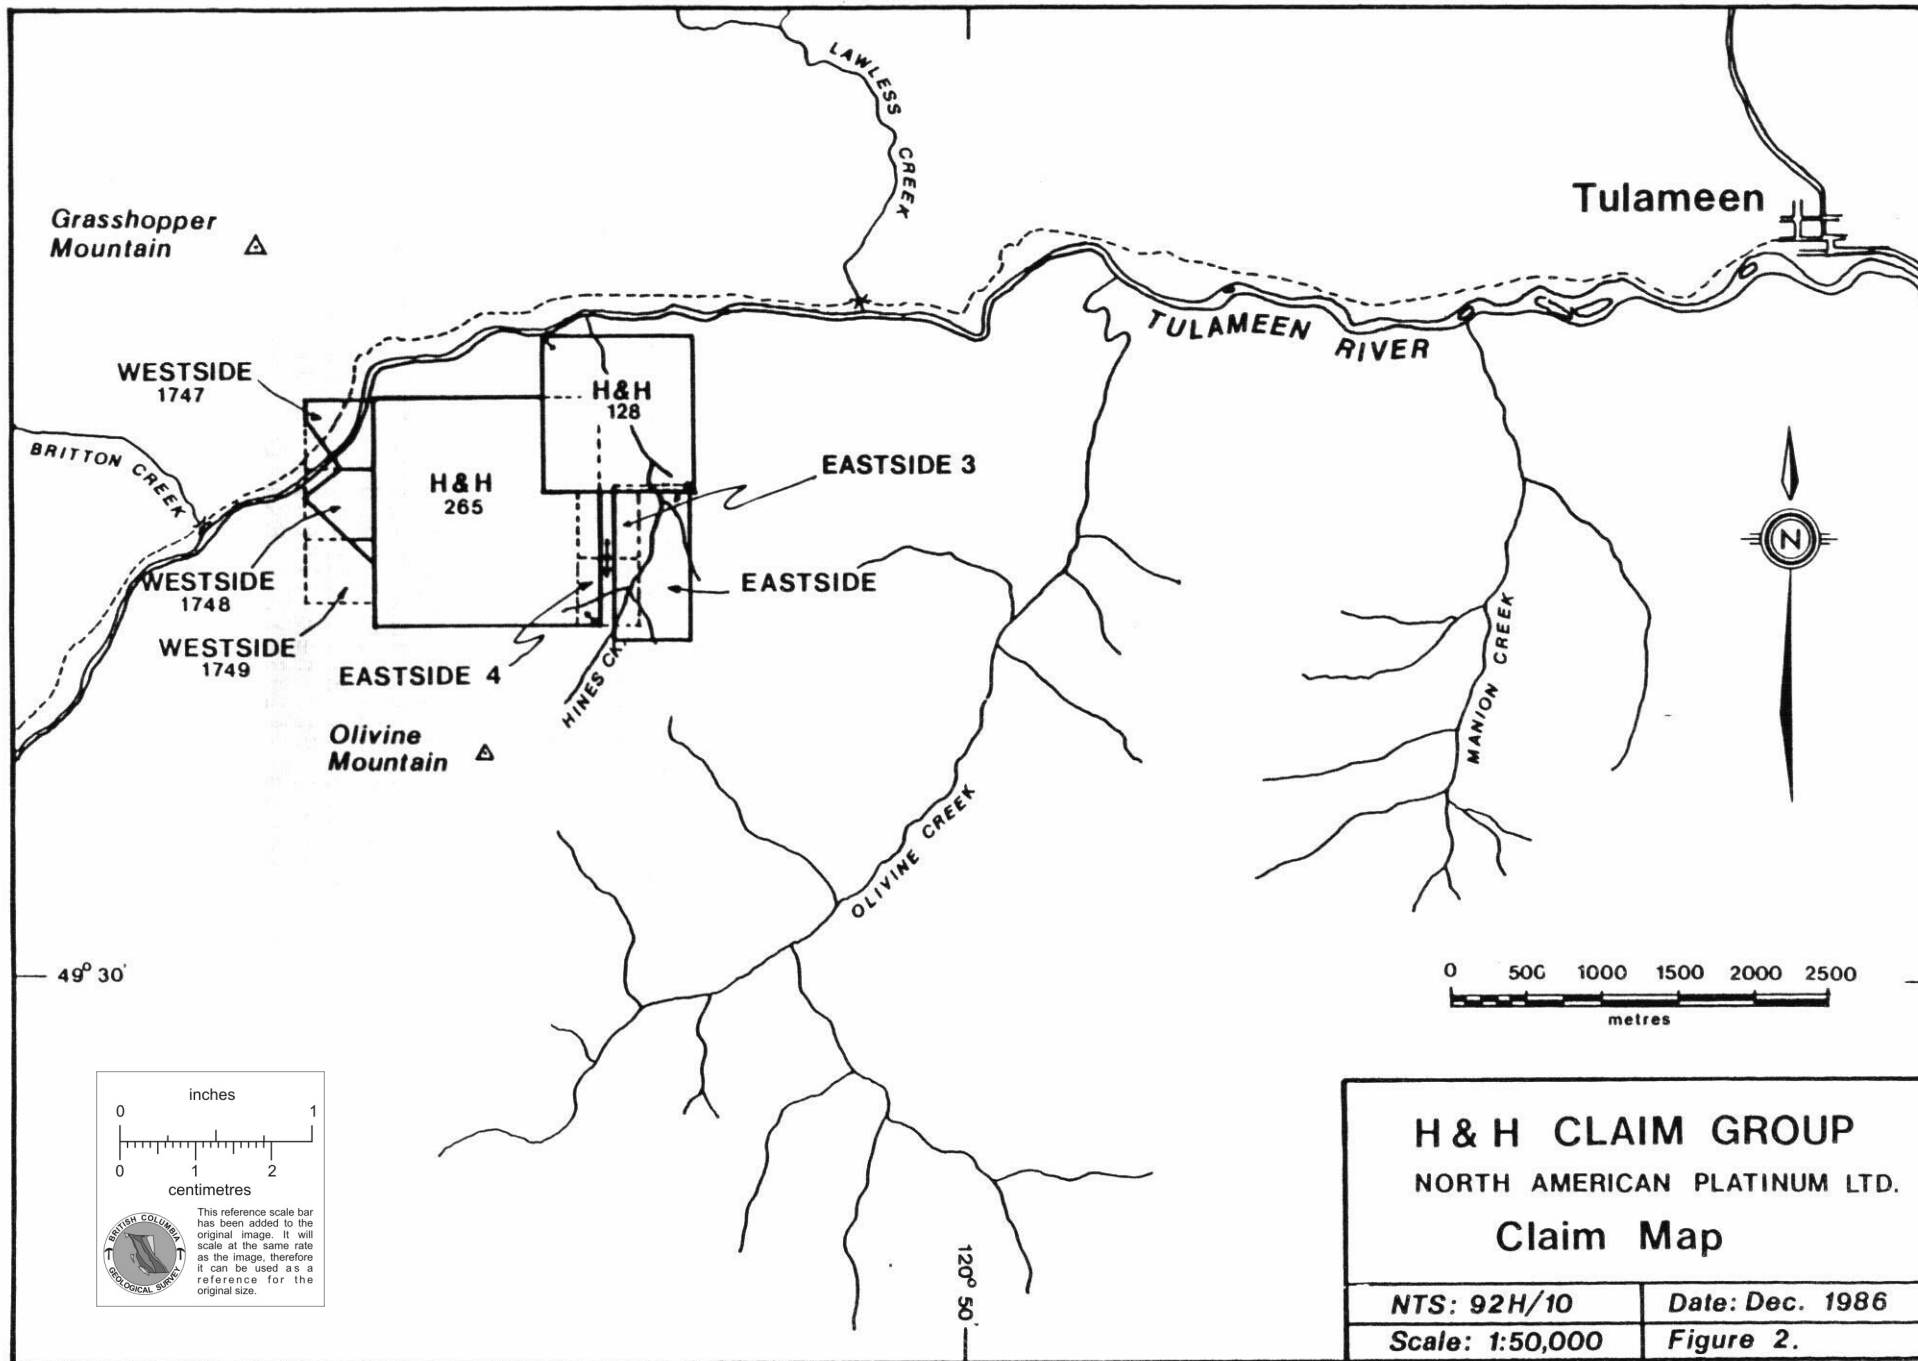 LAWLESS CREEK
Tulameen
Grasshopper
Mountain
TULAMEEN RIVER
WESTSIDE
1747
H&H
128
BRITTON CREEK
H&H
265
EASTSIDE 3
N
WESTSIDE
1748
EASTSIDE
WESTSIDE
1749
EASTSIDE 4
HINES CK.
MANION CREEK
Olivine
Mountain
OLIVINE CREEK
49° 30'
0 500 1000 1500 2000 2500
metres
inches
0 1
0 1 2
centimetres
BRITISH COLUMBIA
GEOLOGICAL SURVEY
This reference scale bar
has been added to the
original image. It will
scale at the same rate
as the image, therefore
it can be used as a
reference for the
original size.
120° 50'
H & H CLAIM GROUP
NORTH AMERICAN PLATINUM LTD.
Claim Map
NTS: 92H/10
Date: Dec. 1986
Scale: 1:50,000
Figure 2.